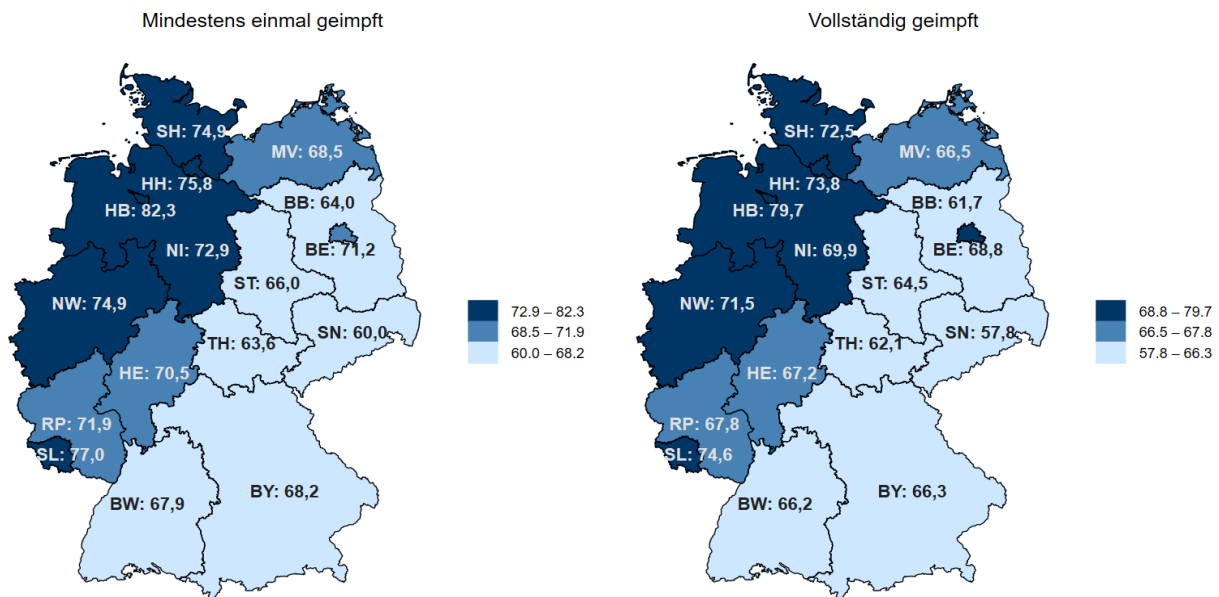 Mindestens einmal geimpft
SH: 74,9
MV: 68,5
HH: 75,8
BB: 64,0
HB: 82,3
NI: 72,9
BE: 71,2
ST: 66,0
NW: 74,9
SN: 60,0
TH: 63,6
HE: 70,5
RP: 71,9
SL: 77,0
BY: 68,2
BW: 67,9
72.9 – 82.3
68.5 – 71.9
60.0 – 68.2
Vollständig geimpft
SH: 72,5
MV: 66,5
HH: 73,8
BB: 61,7
HB: 79,7
NI: 69,9
BE: 68,8
ST: 64,5
NW: 71,5
SN: 57,8
TH: 62,1
HE: 67,2
RP: 67,8
SL: 74,6
BY: 66,3
BW: 66,2
68.8 – 79.7
66.5 – 67.8
57.8 – 66.3